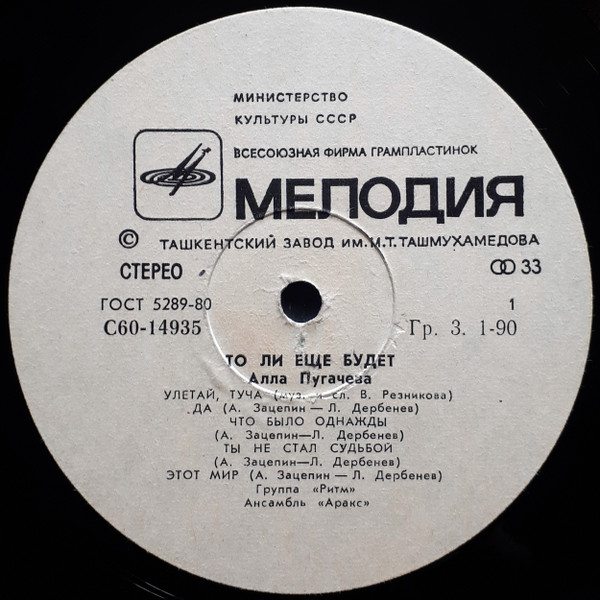 МИНИСТЕРСТВО
КУЛЬТУРЫ СССР
ВСЕСОЮЗНАЯ ФИРМА ГРАМПЛАСТИНОК
МЕЛОДИЯ
© ТАШКЕНТСКИЙ ЗАВОД ИМ. М.Т. ТАШМУХАМЕДОВА
СТЕРЕО 33
ГОСТ 5289-80 1
С60-14935 Гр. 3. 1-90
ТО ЛИ ЕЩЕ БУДЕТ
Алла Пугачева
УЛЕТАЙ, ТУЧА (муз. и сл. В. Резникова)
ДА (А. Зацепин — Л. Дербенев)
ЧТО БЫЛО ОДНАЖДЫ
(А. Зацепин—Л. Дербенев)
ТЫ НЕ СТАЛ СУДЬБОЙ
(А. Зацепин—Л. Дербенев)
ЭТОТ МИР (А. Зацепин — Л. Дербенев)
Группа «Ритм»
Ансамбль «Аракс»